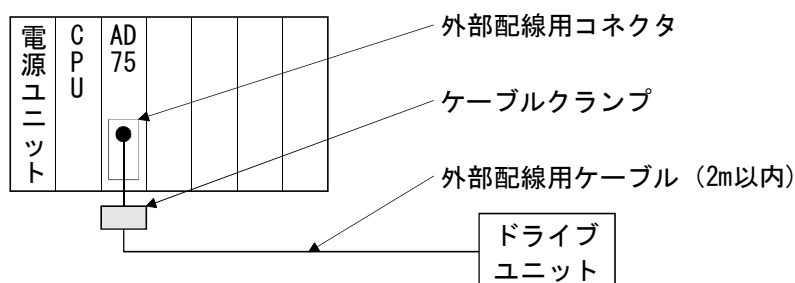 電源ユニット
CPU
AD
75
外部配線用コネクタ
ケーブルクランプ
外部配線用ケーブル (2m以内)
ドライブ
ユニット